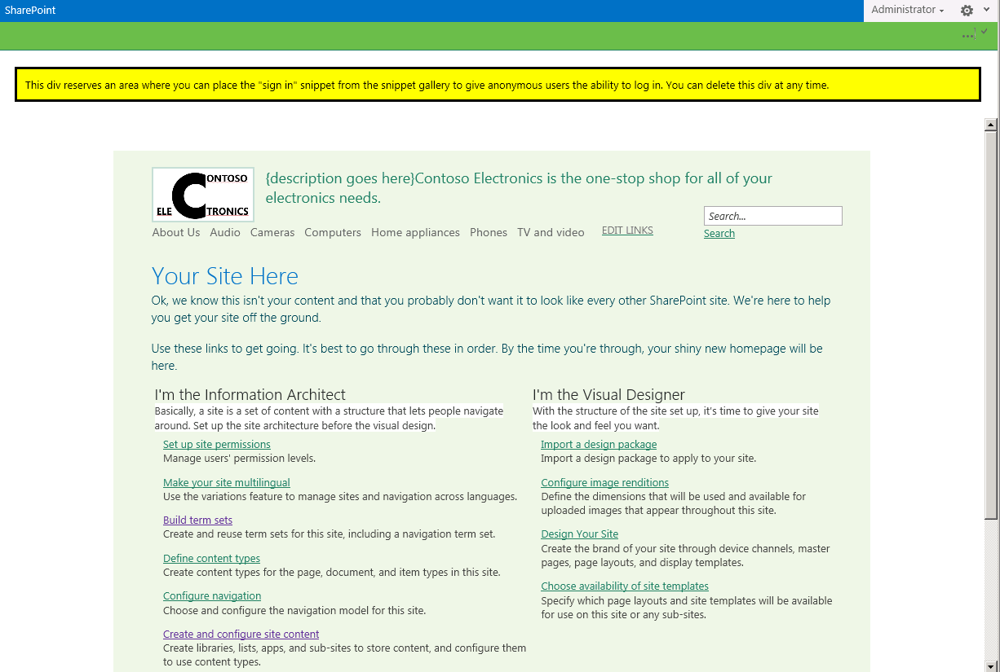 SharePoint
Administrator
This div reserves an area where you can place the "sign in" snippet from the snippet gallery to give anonymous users the ability to log in. You can delete this div at any time.
CONTOSO
ELECTRONICS
{description goes here}Contoso Electronics is the one-stop shop for all of your
electronics needs.
Search...
Search
About Us Audio Cameras Computers Home appliances Phones TV and video EDIT LINKS
Your Site Here
Ok, we know this isn't your content and that you probably don't want it to look like every other SharePoint site. We're here to help
you get your site off the ground.
Use these links to get going. It's best to go through these in order. By the time you're through, your shiny new homepage will be
here.
I'm the Information Architect
Basically, a site is a set of content with a structure that lets people navigate
around. Set up the site architecture before the visual design.
Set up site permissions
Manage users' permission levels.
Make your site multilingual
Use the variations feature to manage sites and navigation across languages.
Build term sets
Create and reuse term sets for this site, including a navigation term set.
Define content types
Create content types for the page, document, and item types in this site.
Configure navigation
Choose and configure the navigation model for this site.
Create and configure site content
Create libraries, lists, apps, and sub-sites to store content, and configure them
to use content types.
I'm the Visual Designer
With the structure of the site set up, it's time to give your site
the look and feel you want.
Import a design package
Import a design package to apply to your site.
Configure image renditions
Define the dimensions that will be used and available for
uploaded images that appear throughout this site.
Design Your Site
Create the brand of your site through device channels, master
pages, page layouts, and display templates.
Choose availability of site templates
Specify which page layouts and site templates will be available
for use on this site or any sub-sites.